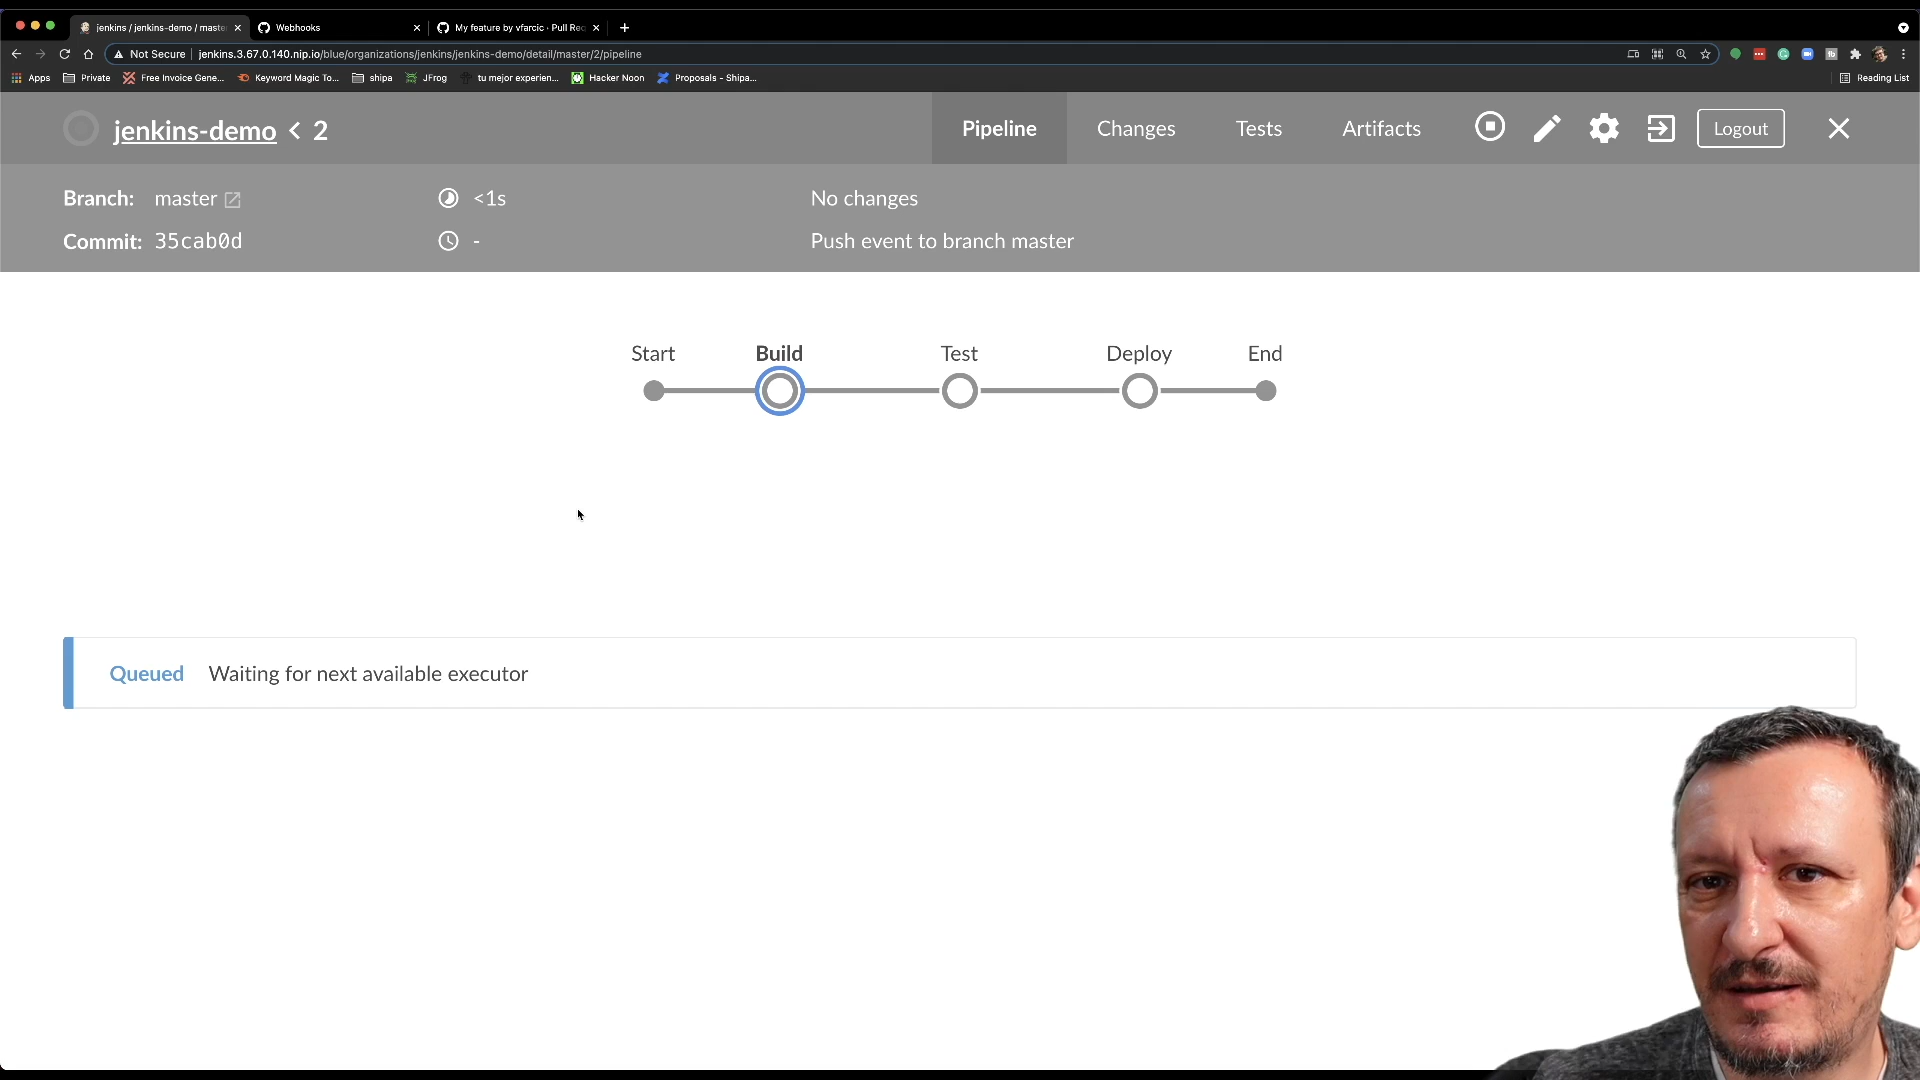 jenkins / jenkins-demo / maste
Webhooks
My feature by vfarcic · Pull Rec
Not Secure
jenkins.3.67.0.140.nip.io/blue/organizations/jenkins/jenkins-demo/detail/master/2/pipeline
Apps
Private
Free Invoice Gene...
Keyword Magic To...
shipa
JFrog
tu mejor experien...
Hacker Noon
Proposals - Shipa...
Reading List
jenkins-demo < 2
Pipeline
Changes
Tests
Artifacts
Logout
Branch: master
<1s
No changes
Commit: 35cab0d
-
Push event to branch master
Start
Build
Test
Deploy
End
Queued Waiting for next available executor